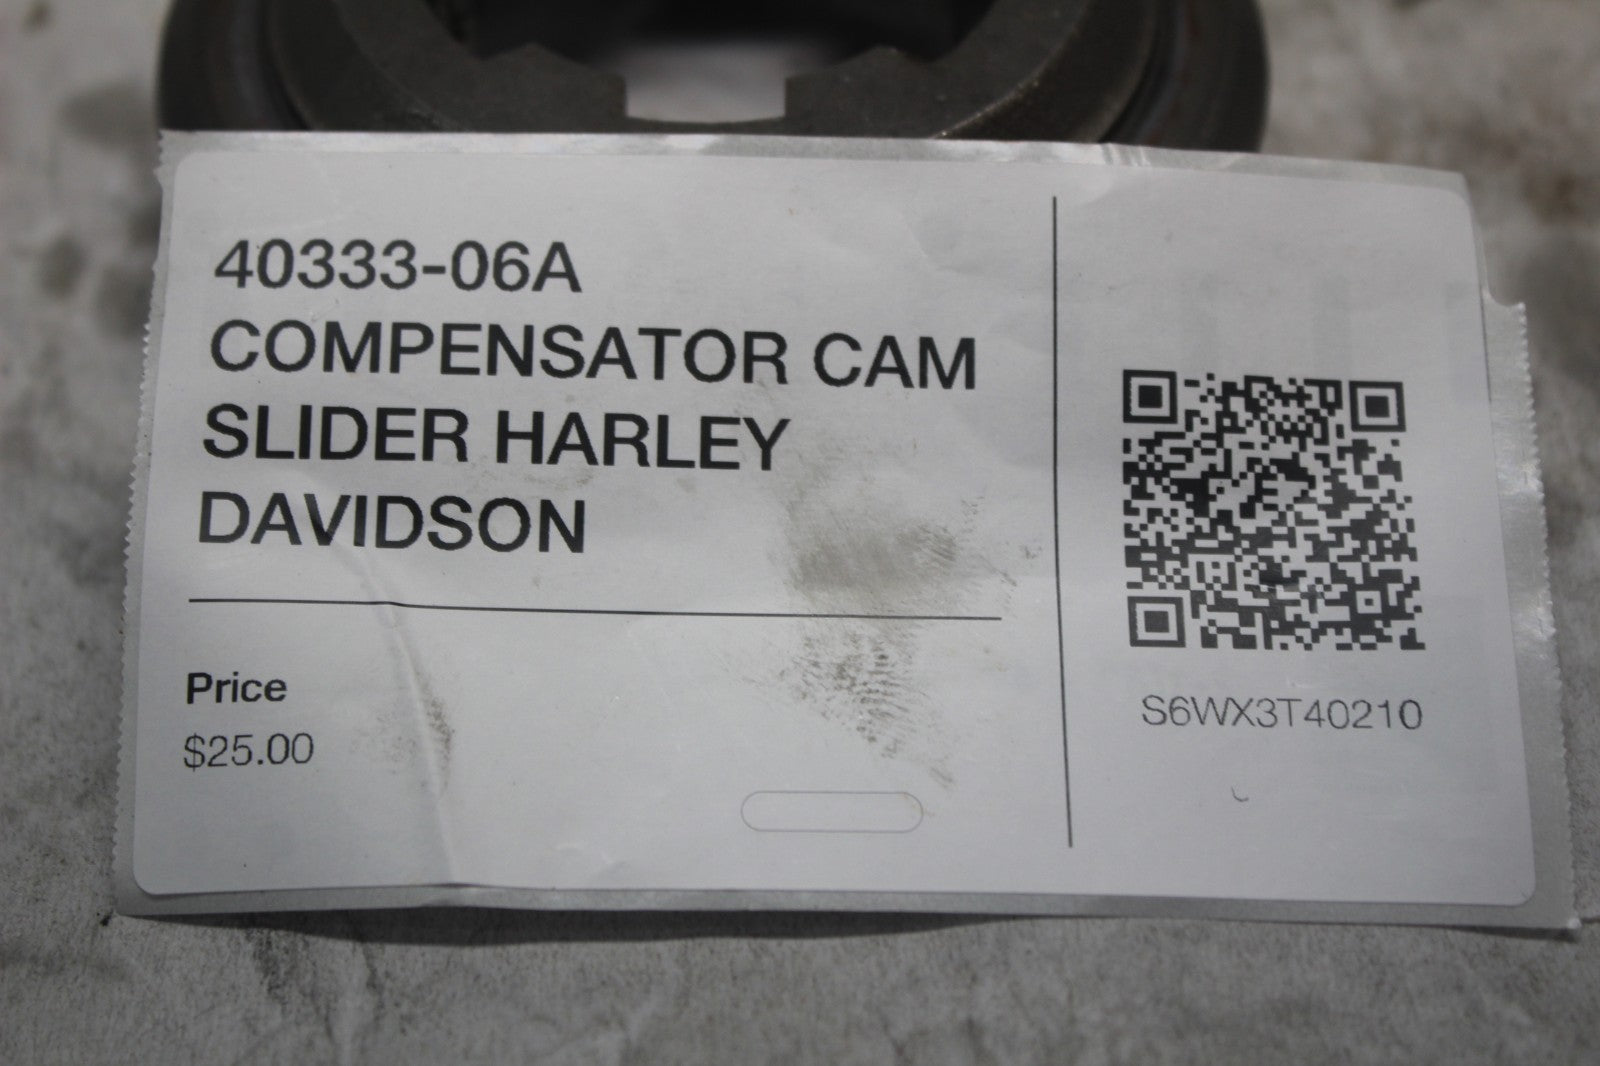 40333-06A
COMPENSATOR CAM
SLIDER HARLEY
DAVIDSON
Price
$25.00
S6WX3T40210